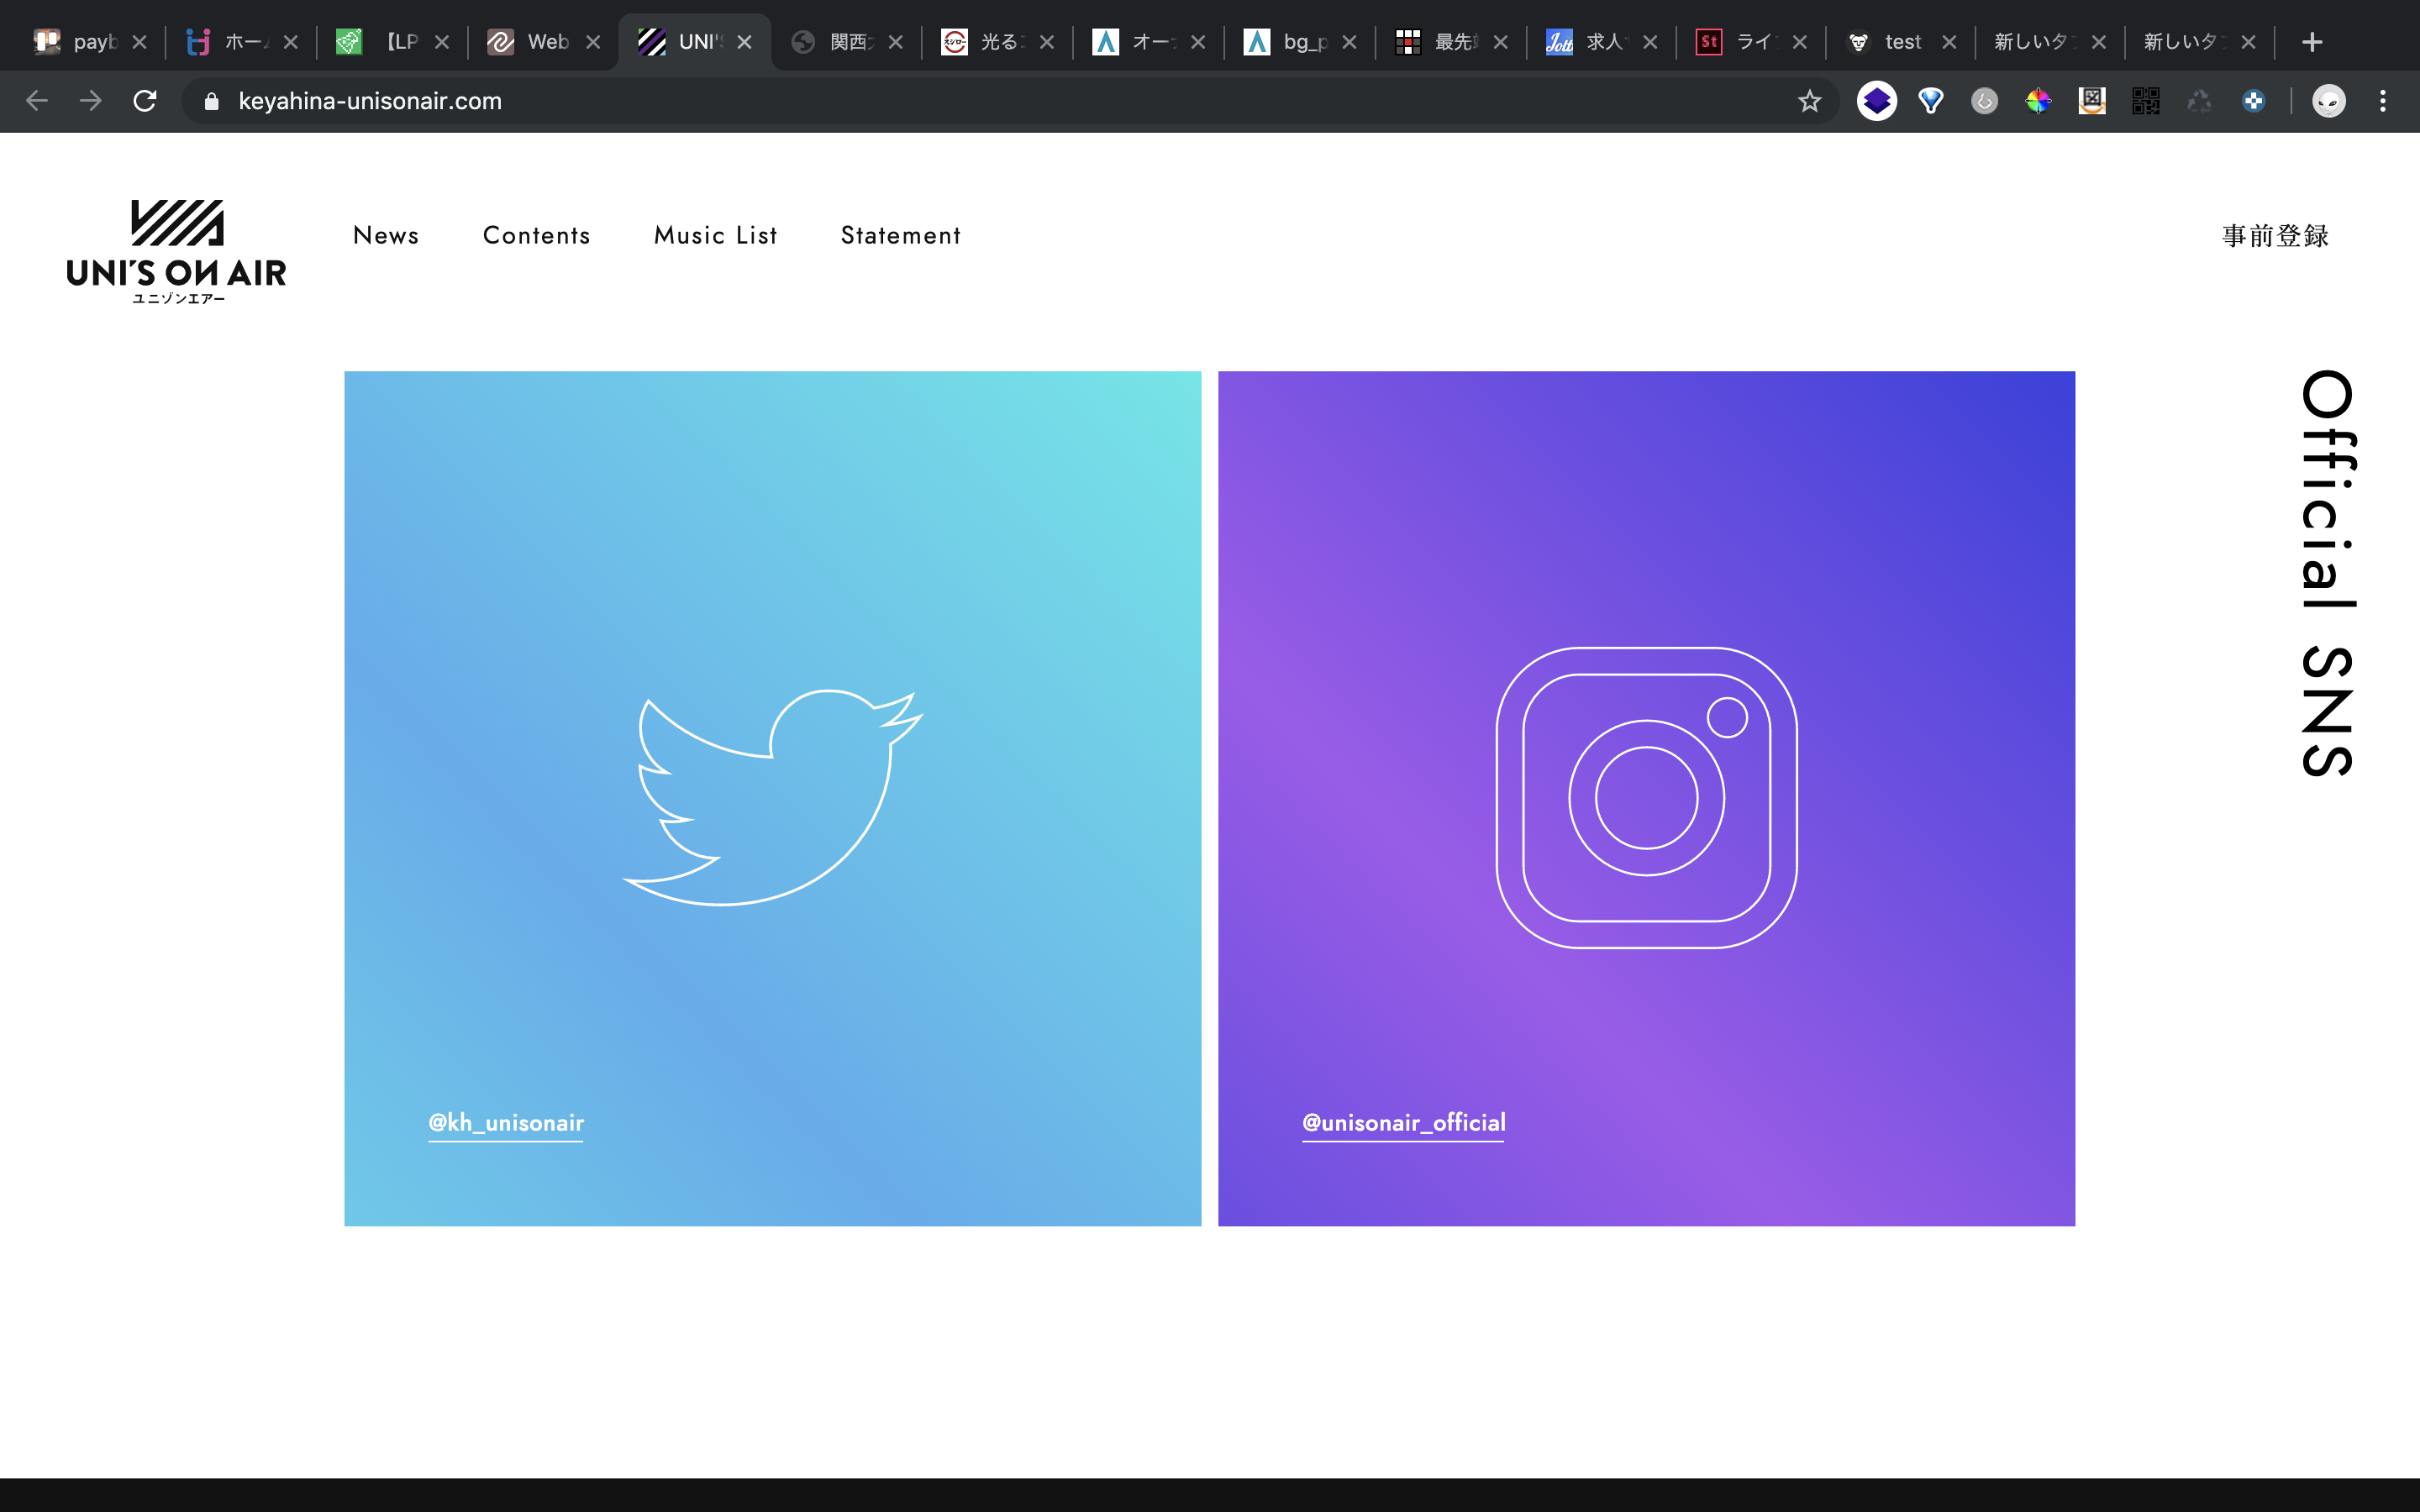 payb
ホー
【LP
Web
UNI'S
関西
光る
オー
bg_p
最先
求人
ライ
test
新しいタ
新しいタ
keyahina-unisonair.com
UNI'S ON AIR
ユニゾンエアー
News
Contents
Music List
Statement
事前登録
Official SNS
@kh_unisonair
@unisonair_official